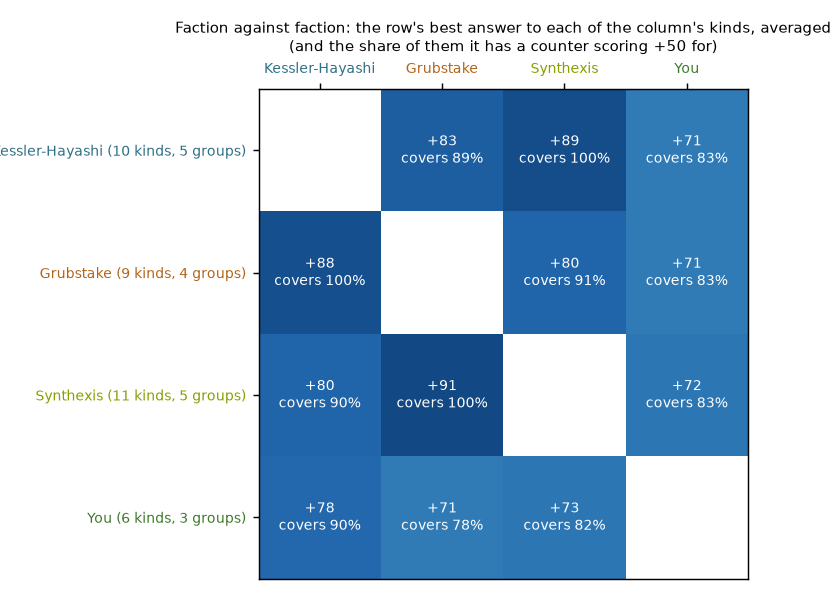 Faction against faction: the row's best answer to each of the column's kinds, averaged
(and the share of them it has a counter scoring +50 for)
Kessler-Hayashi Grubstake Synthexis You
essler-Hayashi (10 kinds, 5 groups)
+83 +89 +71
covers 89% covers 100% covers 83%
Grubstake (9 kinds, 4 groups)
+88 +80 +71
covers 100% covers 91% covers 83%
Synthexis (11 kinds, 5 groups)
+80 +91 +72
covers 90% covers 100% covers 83%
You (6 kinds, 3 groups)
+78 +71 +73
covers 90% covers 78% covers 82%